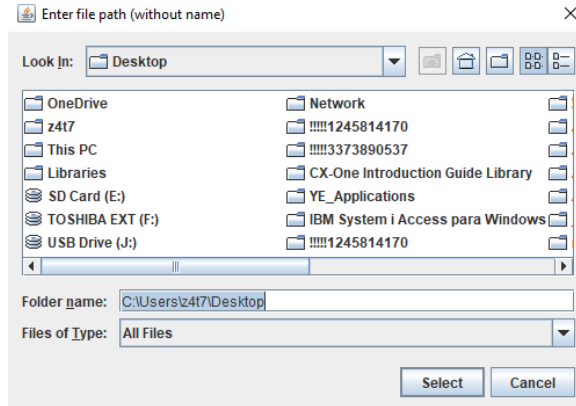 Enter file path (without name)
Look In: Desktop
OneDrive
z4t7
This PC
Libraries
SD Card (E:)
TOSHIBA EXT (F:)
USB Drive (J:)
Network
!!!!!1245814170
!!!!!3373890537
CX-One Introduction Guide Library
YE_Applications
IBM System i Access para Windows
!!!!!1245814170
Folder name: C:\Users\z4t7\Desktop
Files of Type: All Files
Select Cancel